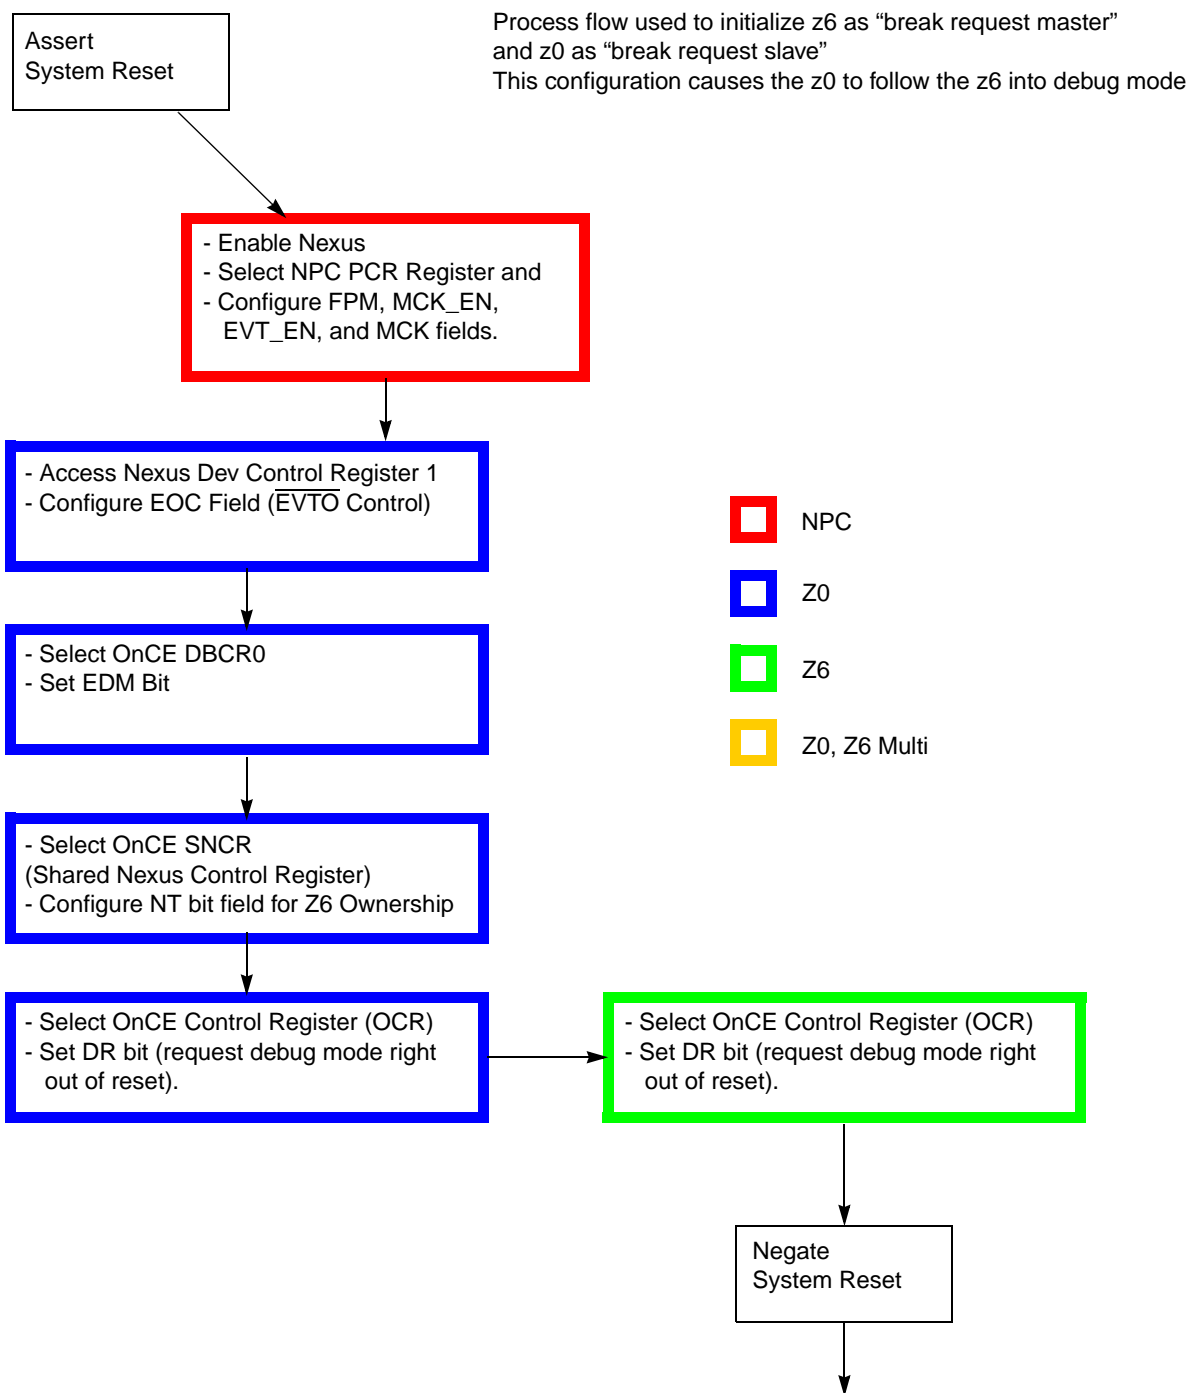 Assert
System Reset
Process flow used to initialize z6 as “break request master”
and z0 as “break request slave”
This configuration causes the z0 to follow the z6 into debug mode
- Enable Nexus
- Select NPC PCR Register and
- Configure FPM, MCK_EN,
EVT_EN, and MCK fields.
- Access Nexus Dev Control Register 1
- Configure EOC Field (EVTO Control)
NPC
Z0
Z6
Z0, Z6 Multi
- Select OnCE DBCR0
- Set EDM Bit
- Select OnCE SNCR
(Shared Nexus Control Register)
- Configure NT bit field for Z6 Ownership
- Select OnCE Control Register (OCR)
- Set DR bit (request debug mode right
out of reset).
- Select OnCE Control Register (OCR)
- Set DR bit (request debug mode right
out of reset).
Negate
System Reset